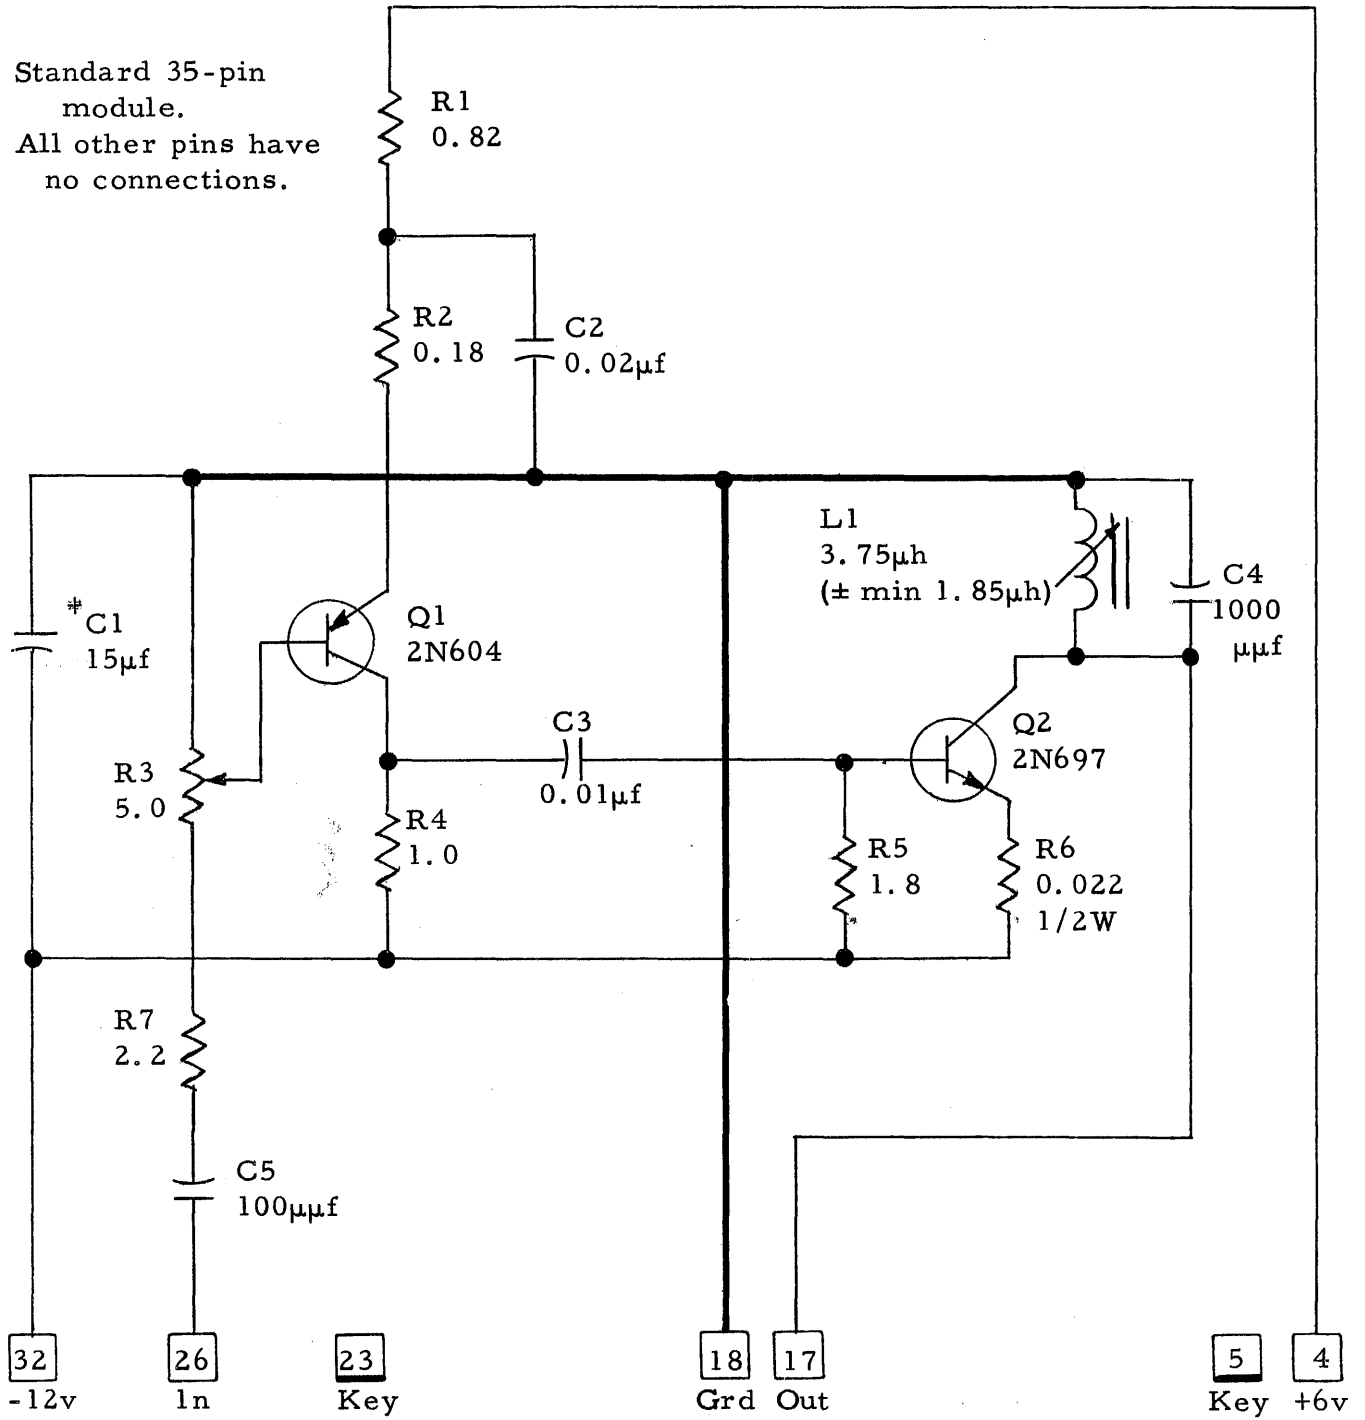 Standard 35-pin
module.
All other pins have
no connections.
R1
0.82
R2
0.18
C2
0.02μf
*C1
15μf
Q1
2N604
L1
3.75μh
(± min 1.85μh)
C4
1000
μμf
R3
5.0
C3
0.01μf
Q2
2N697
R4
1.0
R5
1.8
R6
0.022
1/2W
R7
2.2
C5
100μμf
32
26
23
18
17
5
4
-12v
In
Key
Grd
Out
Key
+6v